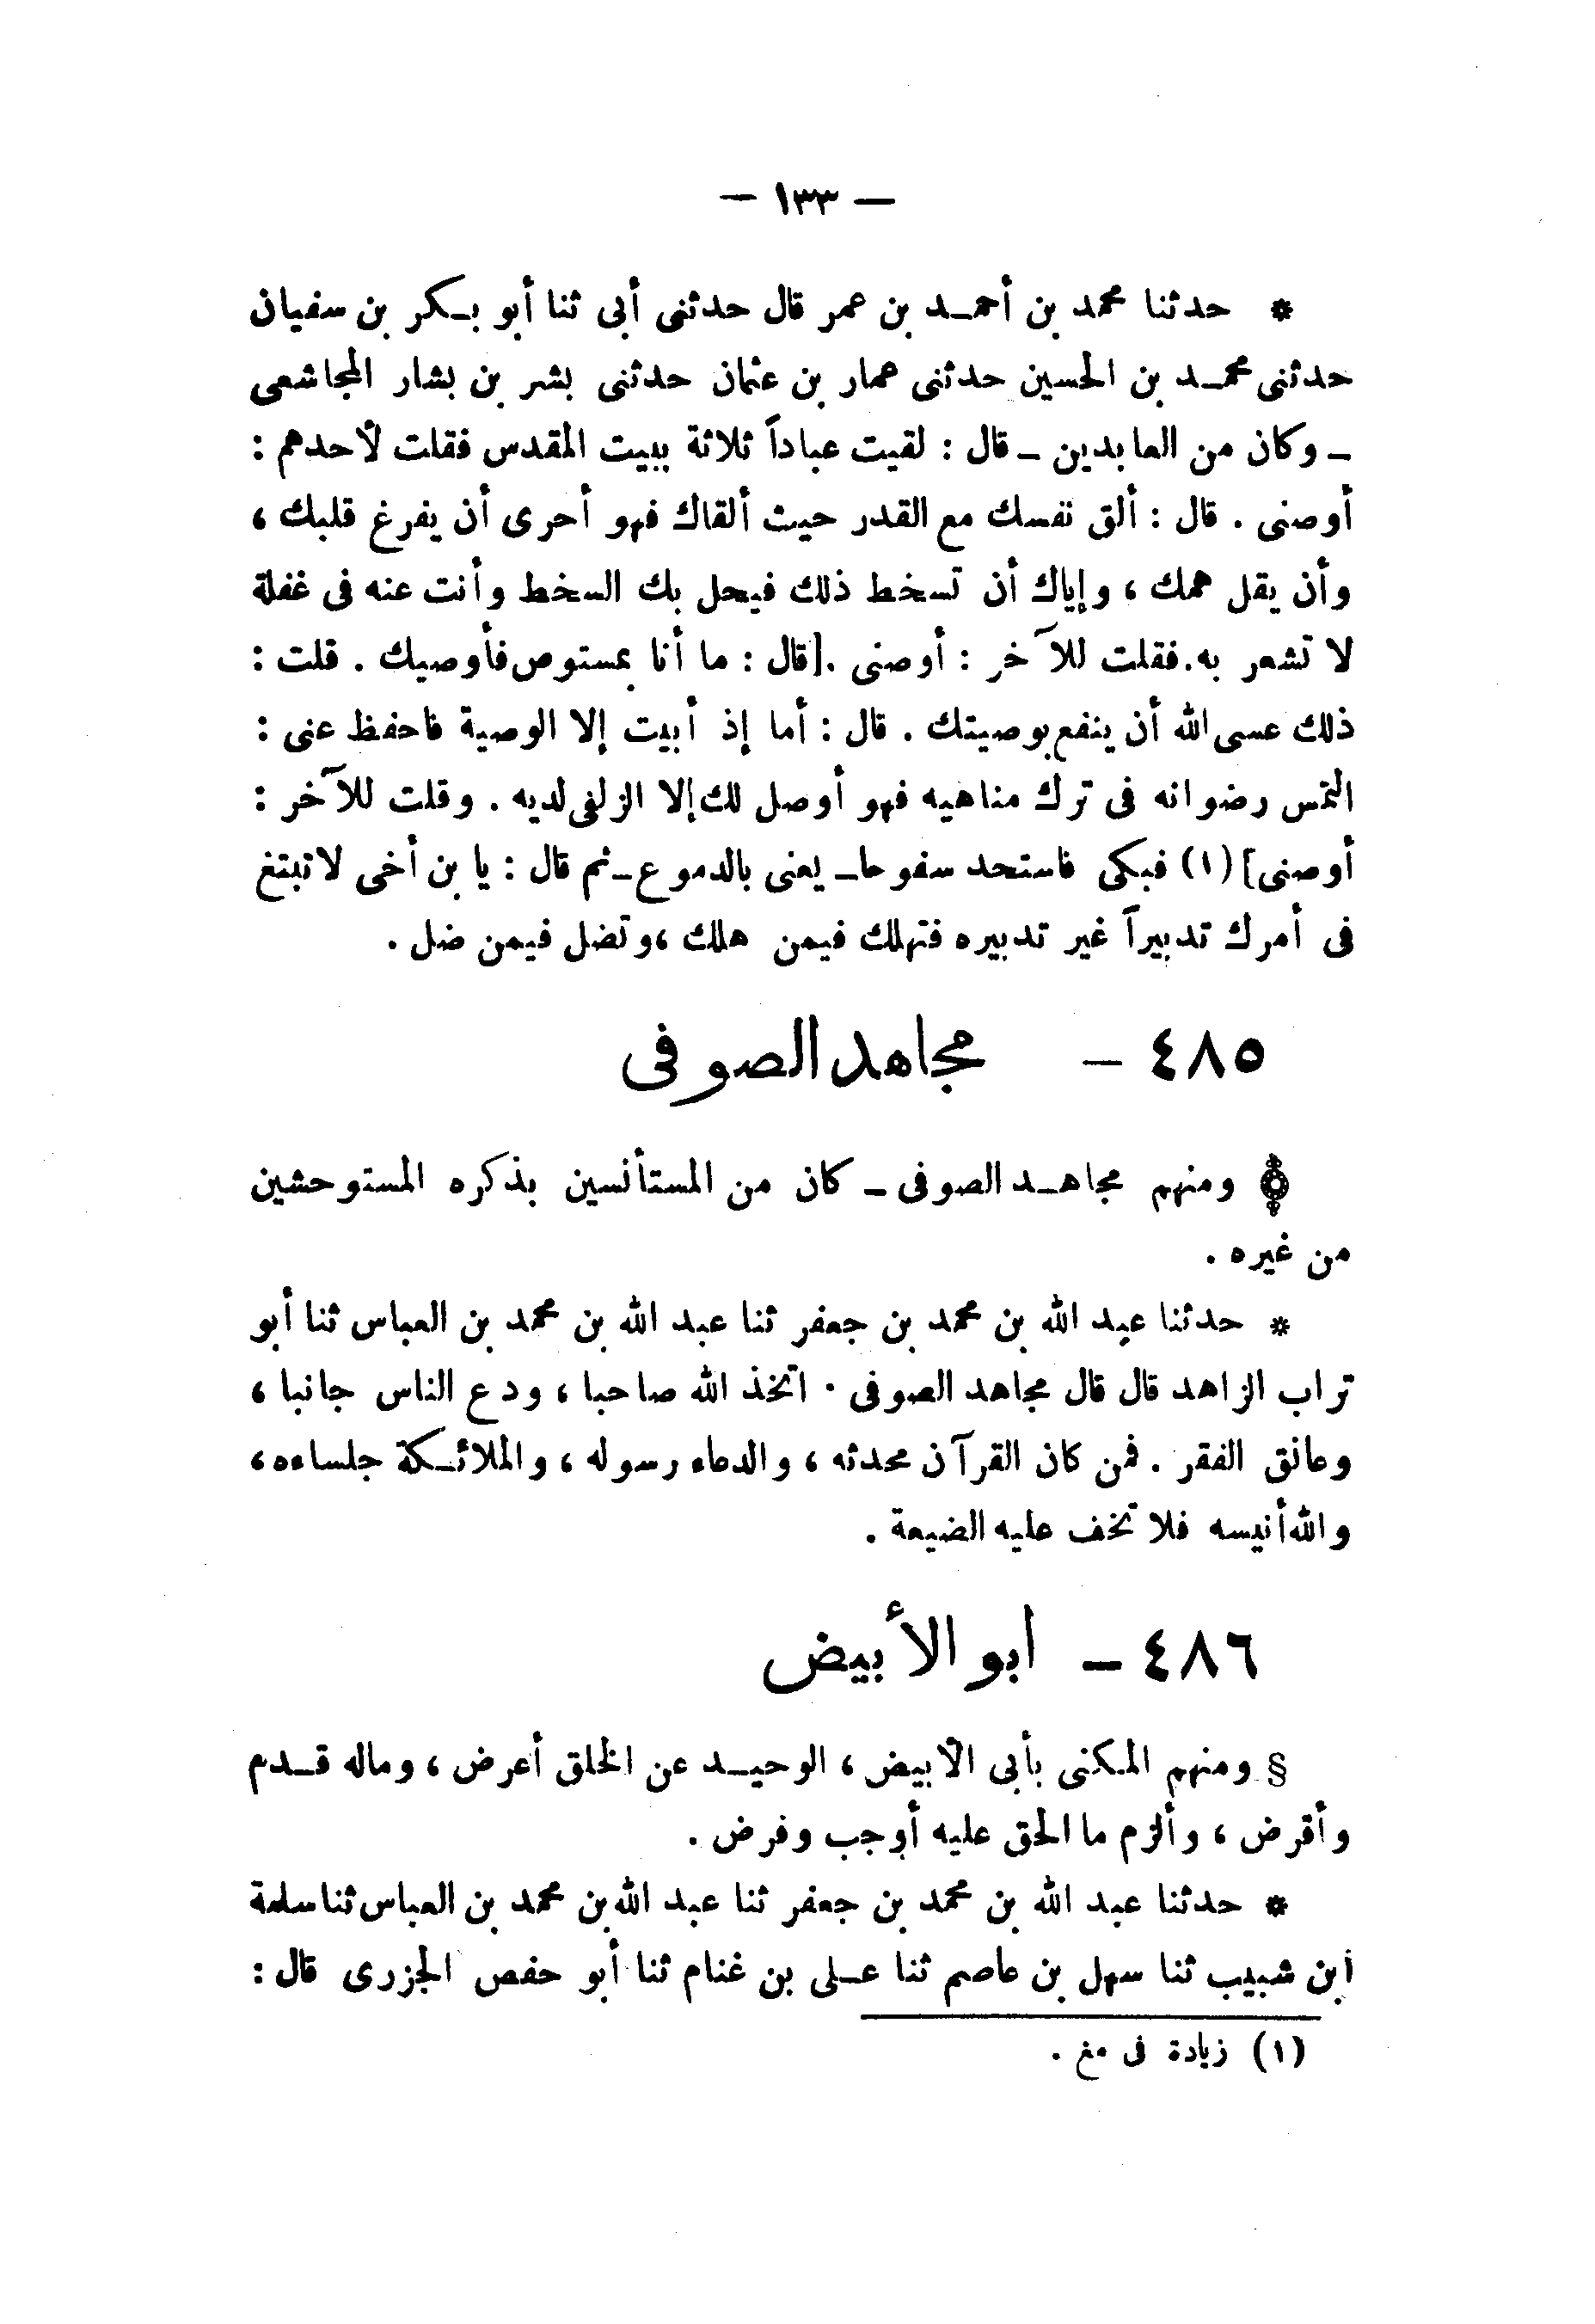 — ١٣٣ —
* حدثنا محمد بن أحمـد بن عمر قال حدثنى أبى ثنا أبو بـكر بن سفيان
حدثنى محمـد بن الحسين حدثنى عمار بن عثمان حدثنى بشر بن بشار المجاشعى
ـ وكان من العابدين ـ قال : لقيت عباداً ثلاثة ببيت المقدس فقلت لأحدهم :
أوصنى . قال : ألق نفسك مع القدر حيث ألقاك فهو أحرى أن يفرغ قلبك ،
وأن يقل همك ، وإياك أن تسخط ذلك فيحل بك السخط وأنت عنه فى غفلة
لا تشعر به. فقلت للآخر : أوصنى .[قال : ما أنا بمستوص فأوصيك . قلت :
ذلك عسى الله أن ينفع بوصيتك . قال : أما إذ أبيت إلا الوصية فاحفظ عنى :
التمس رضوانه فى ترك مناهيه فهو أوصل لك إلا الزلفى لديه . وقلت للآخر :
أوصنى] (١) فبكى فاستحد سفوحا ـ يعنى بالدموع ـ ثم قال : يا بن أخى لا تبتغ
فى أمرك تدبيراً غير تدبيره فتهلك فيمن هلك ، وتضل فيمن ضل .
٤٨٥ – مجاهد الصوفى
ومنهم مجاهـد الصوفى ـ كان من المستأنسين بذكره المستوحشين
من غيره .
* حدثنا عبد الله بن محمد بن جعفر ثنا عبد الله بن محمد بن العباس ثنا أبو
تراب الزاهد قال قال مجاهد الصوفى . اتخذ الله صاحبا ، ودع الناس جانبا ،
وعانق الفقر . فمن كان القرآن محدثه ، والدعاء رسوله ، والملائـكة جلساءه ،
والله أنيسه فلا تخف عليه الضيعة .
٤٨٦ – أبو الأبيض
§ ومنهم المكنى بأبى الأبيض ، الوحيـد عن الخلق أعرض ، وماله قـدم
وأقرض ، وألزم ما الحق عليه أوجب وفرض .
* حدثنا عبد الله بن محمد بن جعفر ثنا عبد الله بن محمد بن العباس ثنا سلمة
ابن شبيب ثنا سهل بن عاصم ثنا عـلى بن غنام ثنا أبو حفص الجزرى قال :
(١) زيادة فى مغ .